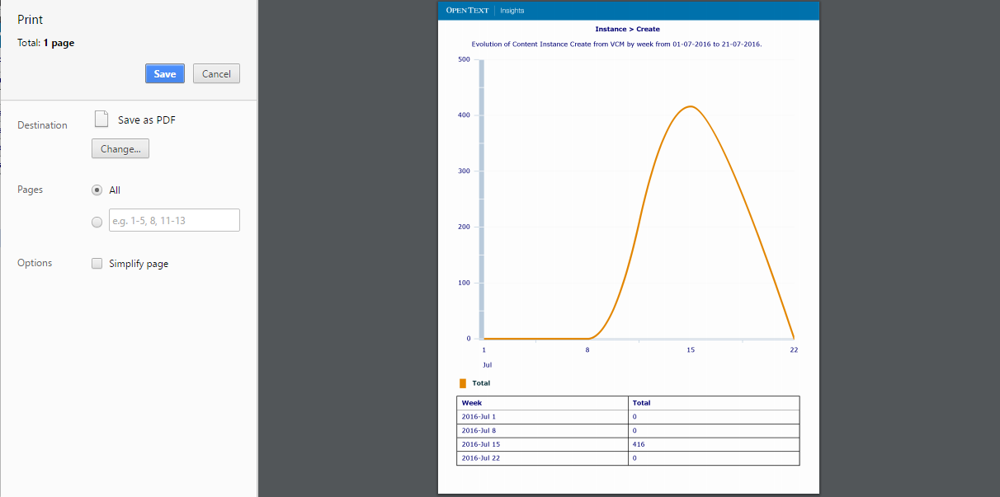 Print
Total: 1 page
Save Cancel
Destination Save as PDF
Change...
Pages All
e.g. 1-5, 8, 11-13
Options Simplify page
OPENTEXT | Insights
Instance > Create
Evolution of Content Instance Create from VCM by week from 01-07-2016 to 21-07-2016.
500
400
300
200
100
0
1 8 15 22
Jul
Total
Week Total
2016-Jul 1 0
2016-Jul 8 0
2016-Jul 15 416
2016-Jul 22 0